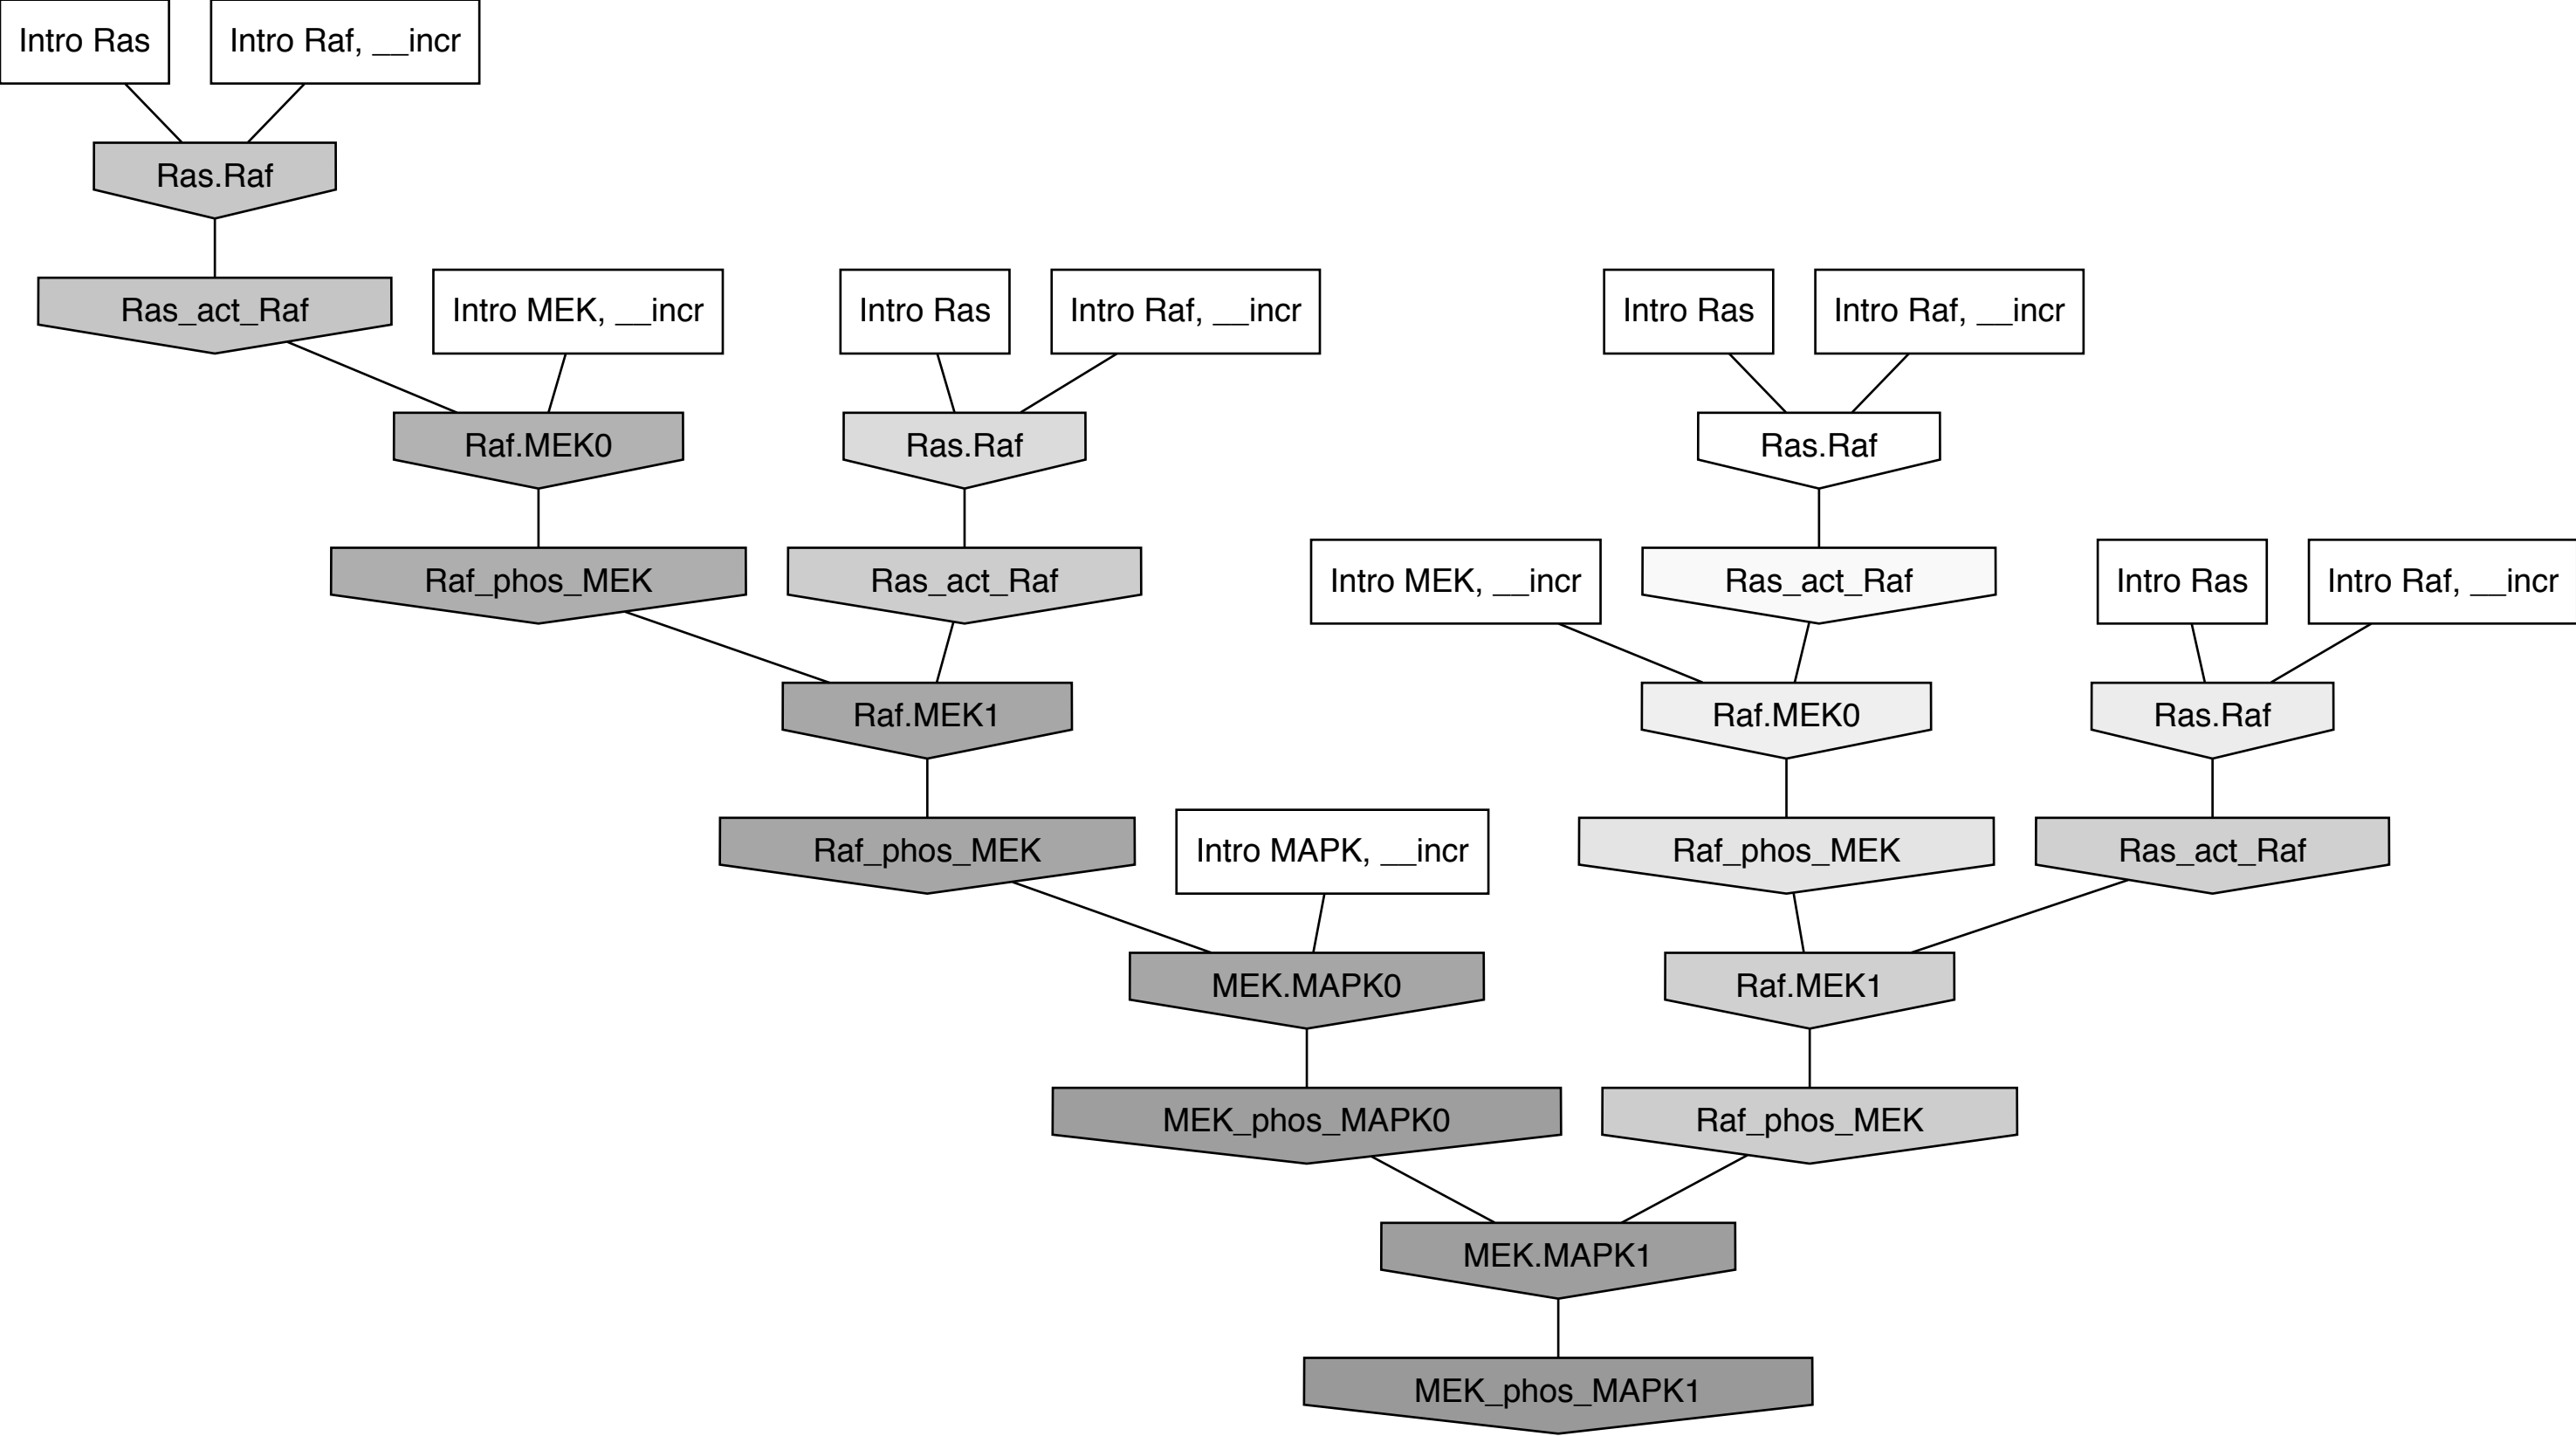 Intro Ras
Intro Raf, __incr
Ras.Raf
Ras_act_Raf
Intro MEK, __incr
Intro Ras
Intro Raf, __incr
Intro Ras
Intro Raf, __incr
Raf.MEK0
Ras.Raf
Ras.Raf
Raf_phos_MEK
Ras_act_Raf
Intro MEK, __incr
Ras_act_Raf
Intro Ras
Intro Raf, __incr
Raf.MEK1
Raf.MEK0
Ras.Raf
Raf_phos_MEK
Intro MAPK, __incr
Raf_phos_MEK
Ras_act_Raf
MEK.MAPK0
Raf.MEK1
MEK_phos_MAPK0
Raf_phos_MEK
MEK.MAPK1
MEK_phos_MAPK1